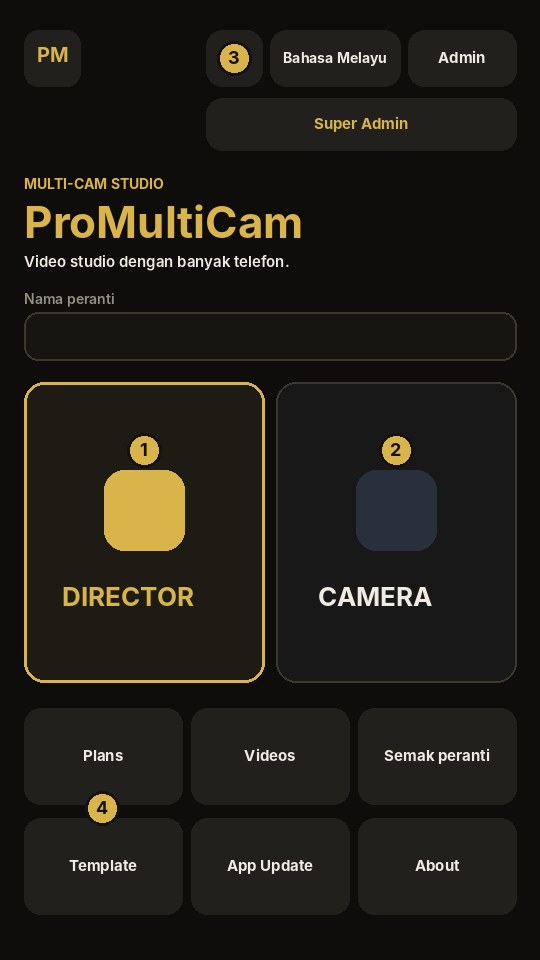 PM
3
Bahasa Melayu
Admin
Super Admin
MULTI-CAM STUDIO
ProMultiCam
Video studio dengan banyak telefon.
Nama peranti
1
2
DIRECTOR
CAMERA
Plans
Videos
Semak peranti
4
Template
App Update
About